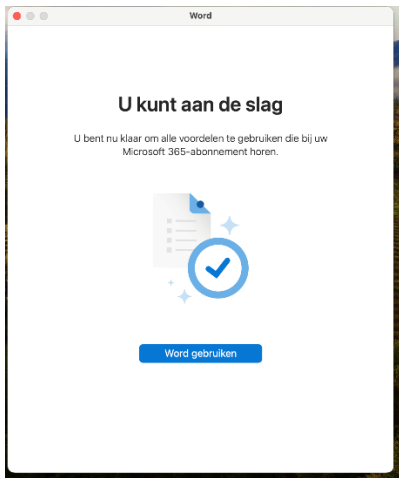 Word
U kunt aan de slag
U bent nu klaar om alle voordelen te gebruiken die bij uw
Microsoft 365-abonnement horen.
Word gebruiken